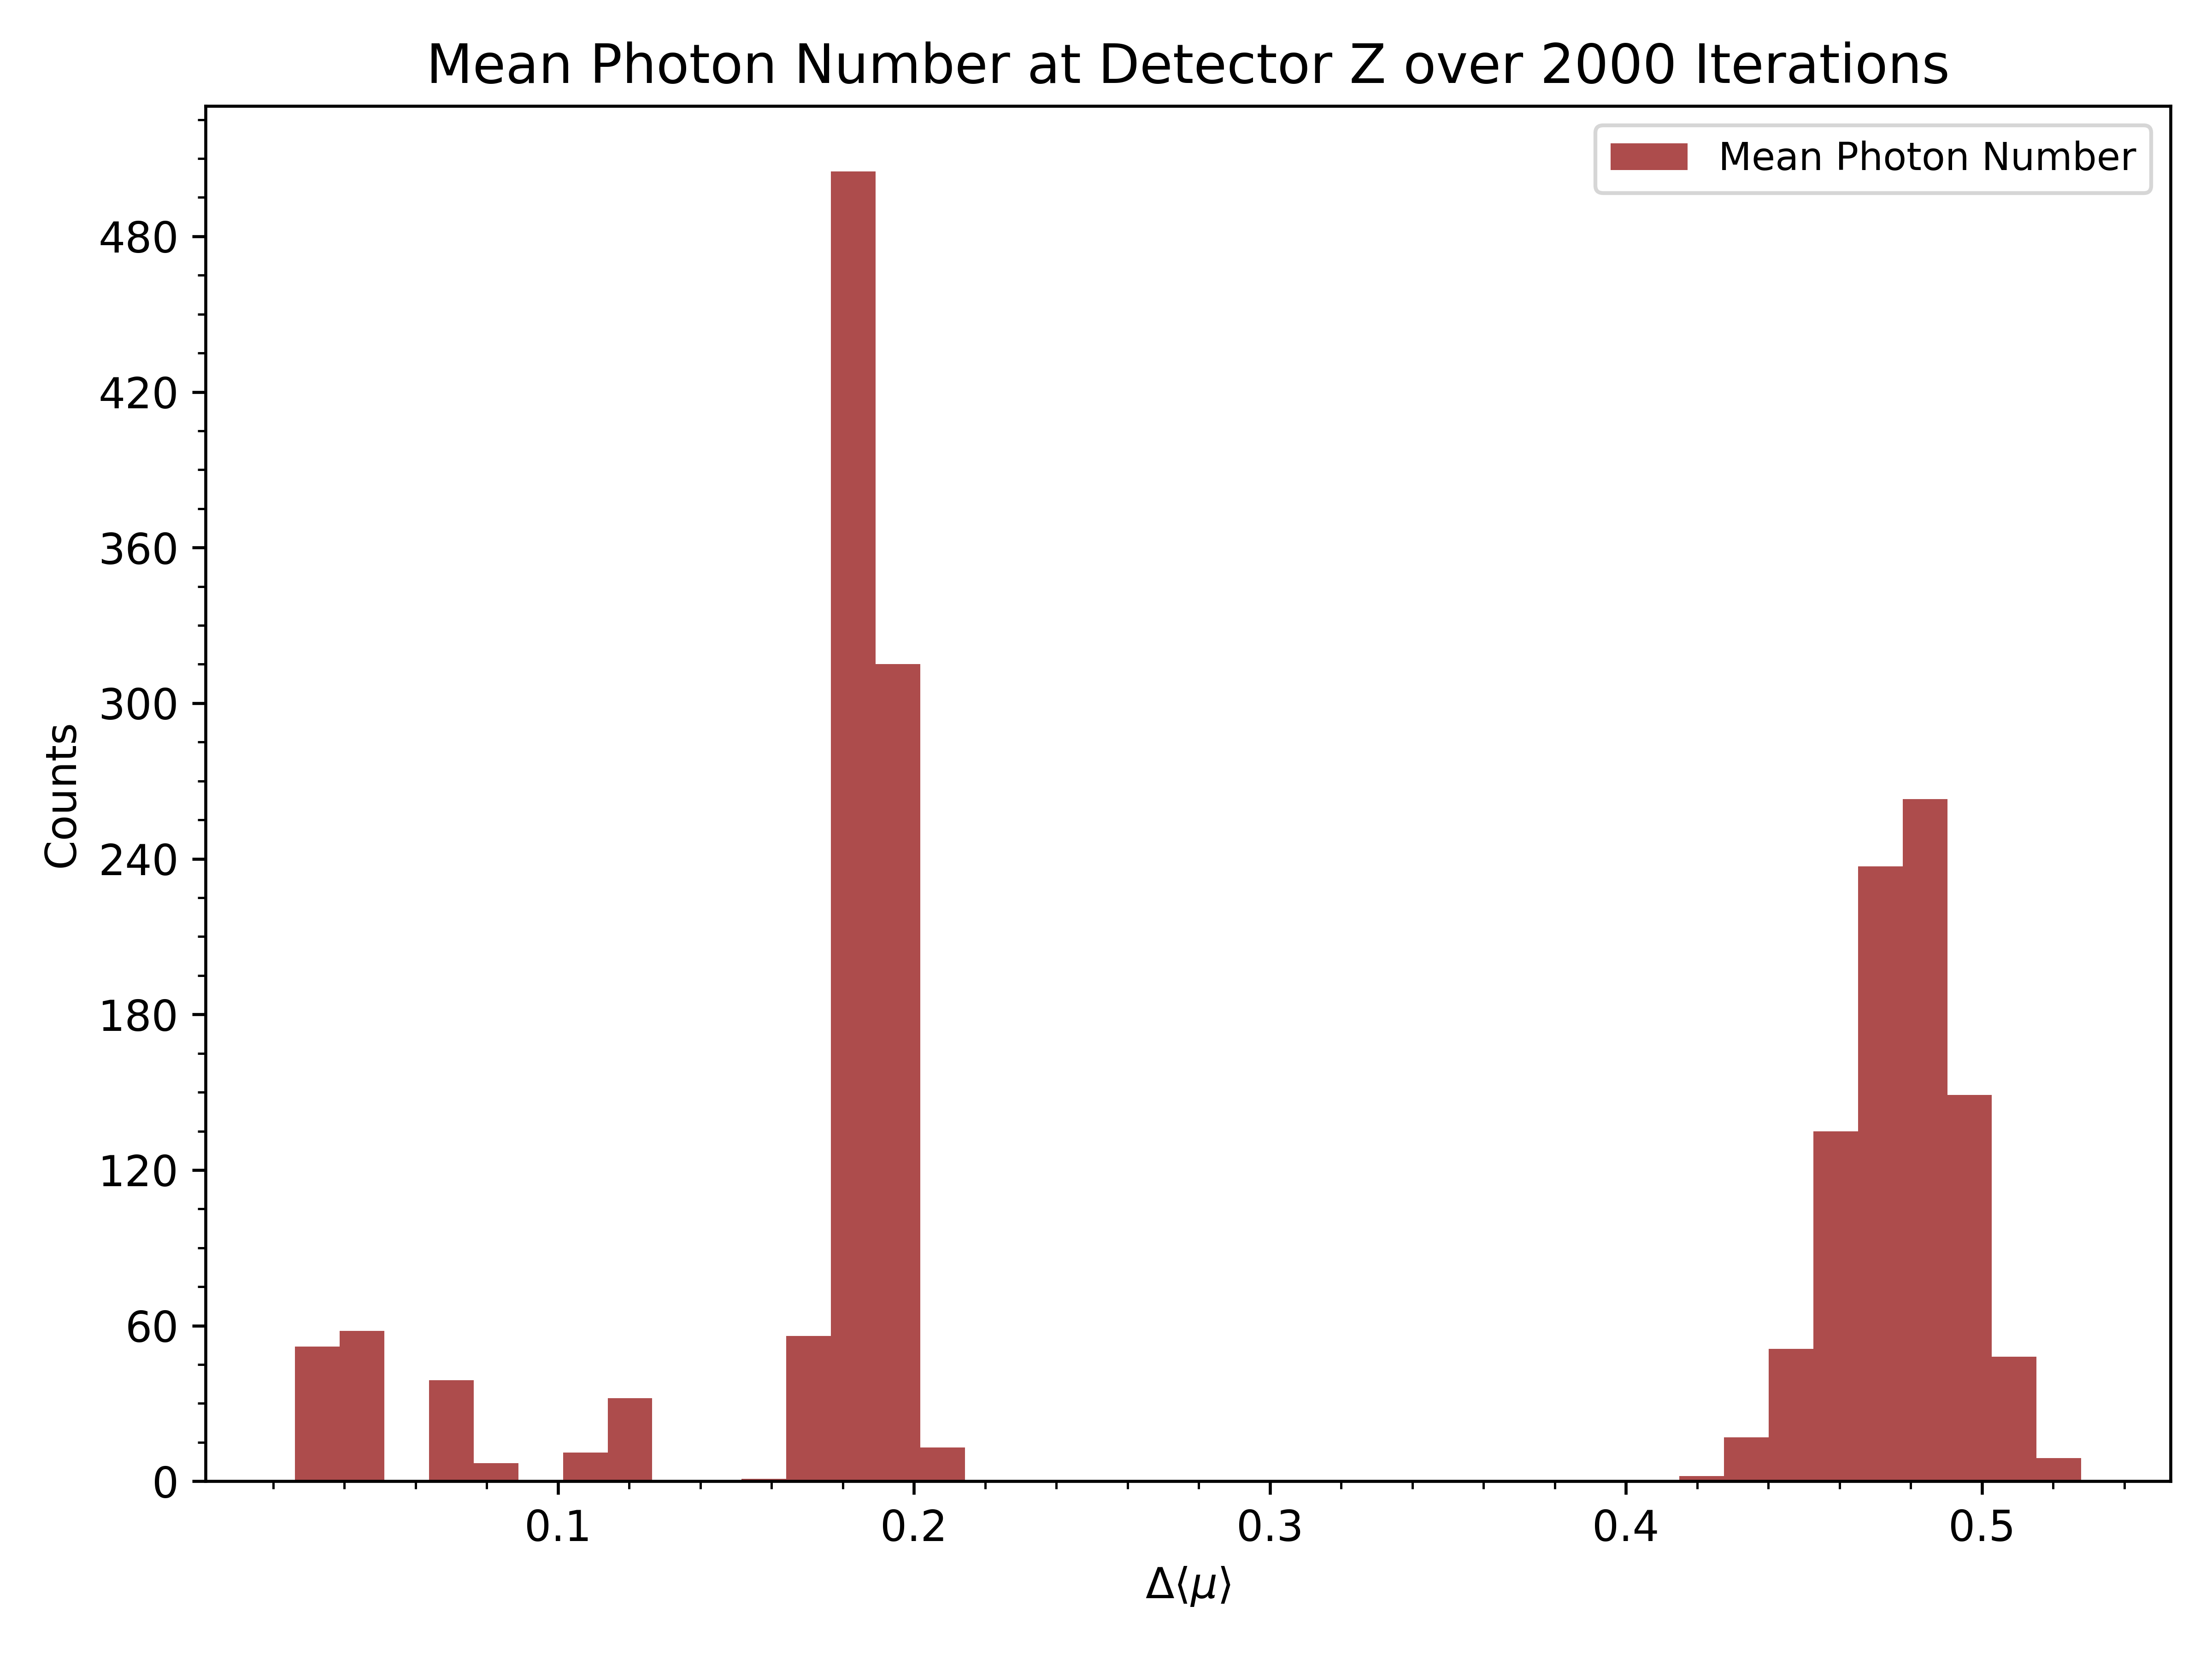 Mean Photon Number at Detector Z over 2000 Iterations
Mean Photon Number
480
420
360
300
240
180
120
60
0
Counts
0.1 0.2 0.3 0.4 0.5
Δ⟨μ⟩